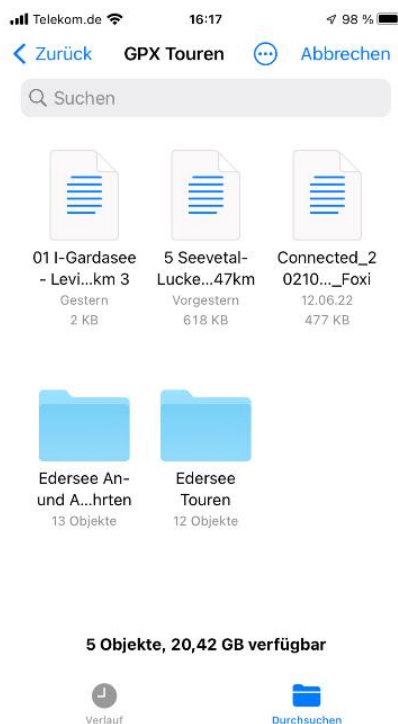 Telekom.de 16:17 98 %
Zurück GPX Touren Abbrechen
Suchen
01 I-Gardasee 5 Seevetal- Connected_2
- Levi...km 3 Lucke...47km 0210..._Foxi
Gestern Vorgestern 12.06.22
2 KB 618 KB 477 KB
Edersee An- Edersee
und A...hrten Touren
13 Objekte 12 Objekte
5 Objekte, 20,42 GB verfügbar
Verlauf Durchsuchen